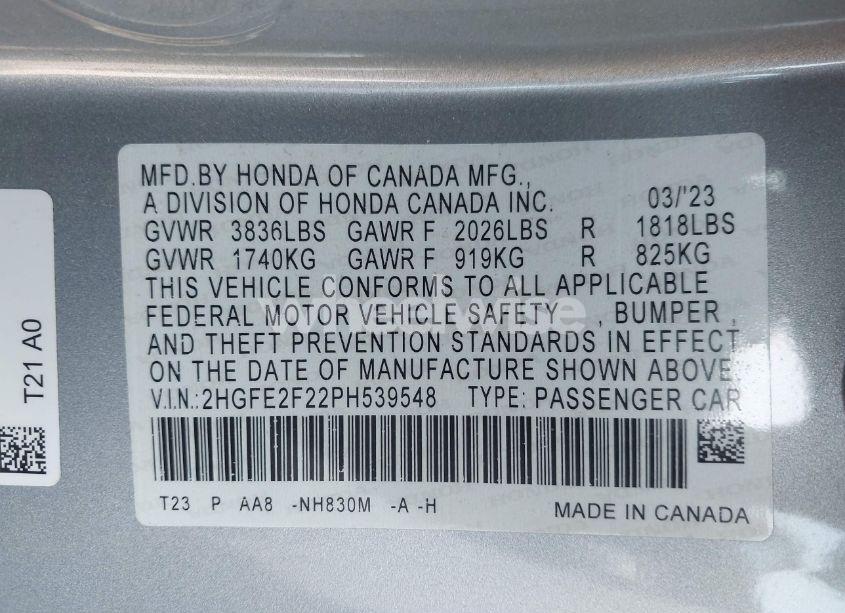 MFD.BY HONDA OF CANADA MFG.,
A DIVISION OF HONDA CANADA INC. 03/'23
GVWR 3836LBS GAWR F 2026LBS R 1818LBS
GVWR 1740KG GAWR F 919KG R 825KG
THIS VEHICLE CONFORMS TO ALL APPLICABLE
FEDERAL MOTOR VEHICLE SAFETY , BUMPER ,
AND THEFT PREVENTION STANDARDS IN EFFECT
ON THE DATE OF MANUFACTURE SHOWN ABOVE
V.I.N.:2HGFE2F22PH539548 TYPE: PASSENGER CAR
T23 P AA8 -NH830M -A -H MADE IN CANADA
T21 A0
wheelwise